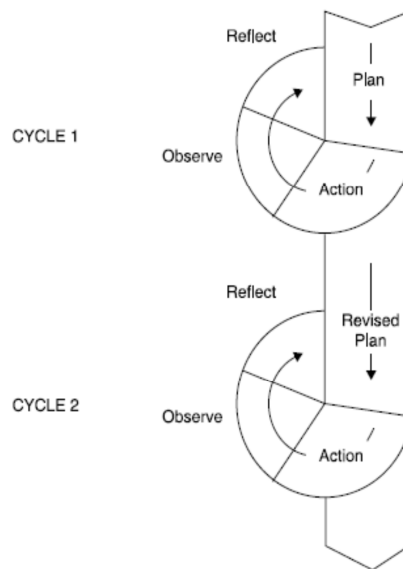 Reflect
Plan
CYCLE 1
Observe
Action
Reflect
Revised
Plan
CYCLE 2
Observe
Action